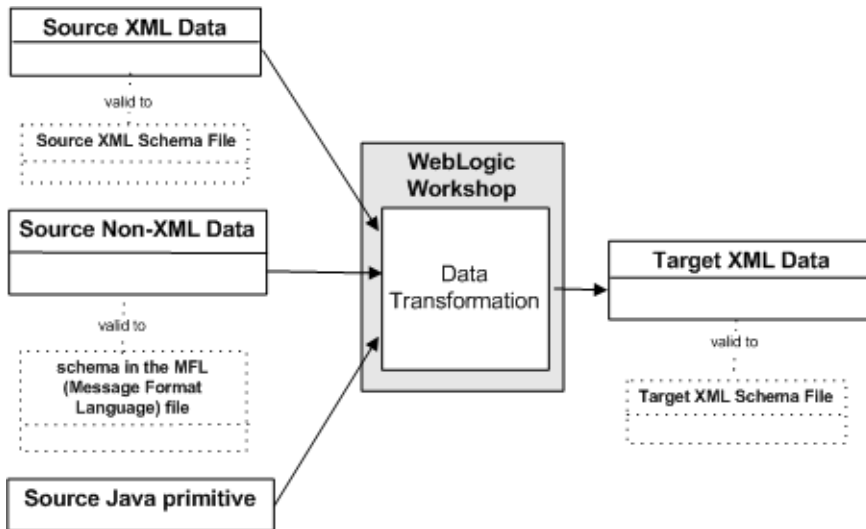 Source XML Data
valid to
Source XML Schema File
Source Non-XML Data
valid to
schema in the MFL
(Message Format
Language) file
Source Java primitive
WebLogic
Workshop
Data
Transformation
Target XML Data
valid to
Target XML Schema File